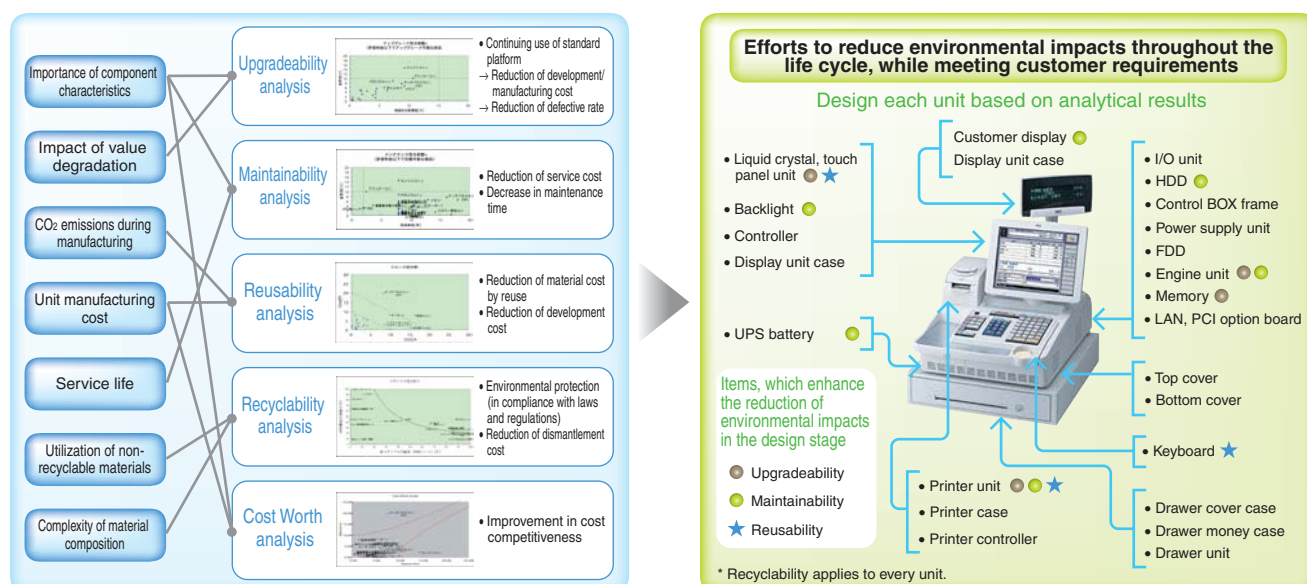 Importance of component
characteristics
Impact of value
degradation
CO2 emissions during
manufacturing
Unit manufacturing
cost
Service life
Utilization of non-
recyclable materials
Complexity of material
composition
Upgradeability
analysis
• Continuing use of standard
platform
→ Reduction of development/
manufacturing cost
→ Reduction of defective rate
Maintainability
analysis
• Reduction of service cost
• Decrease in maintenance
time
Reusability
analysis
• Reduction of material cost
by reuse
• Reduction of development
cost
Recyclability
analysis
• Environmental protection
(in compliance with laws
and regulations)
• Reduction of dismantlement
cost
Cost Worth
analysis
• Improvement in cost
competitiveness
Efforts to reduce environmental impacts throughout the
life cycle, while meeting customer requirements
Design each unit based on analytical results
• Liquid crystal, touch
panel unit
• Backlight
• Controller
• Display unit case
Customer display
Display unit case
• I/O unit
• HDD
• Control BOX frame
• Power supply unit
• FDD
• Engine unit
• Memory
• LAN, PCI option board
• UPS battery
• Top cover
• Bottom cover
Items, which enhance
the reduction of
environmental impacts
in the design stage
Upgradeability
Maintainability
Reusability
• Keyboard
• Printer unit
• Printer case
• Printer controller
• Drawer cover case
• Drawer money case
• Drawer unit
* Recyclability applies to every unit.